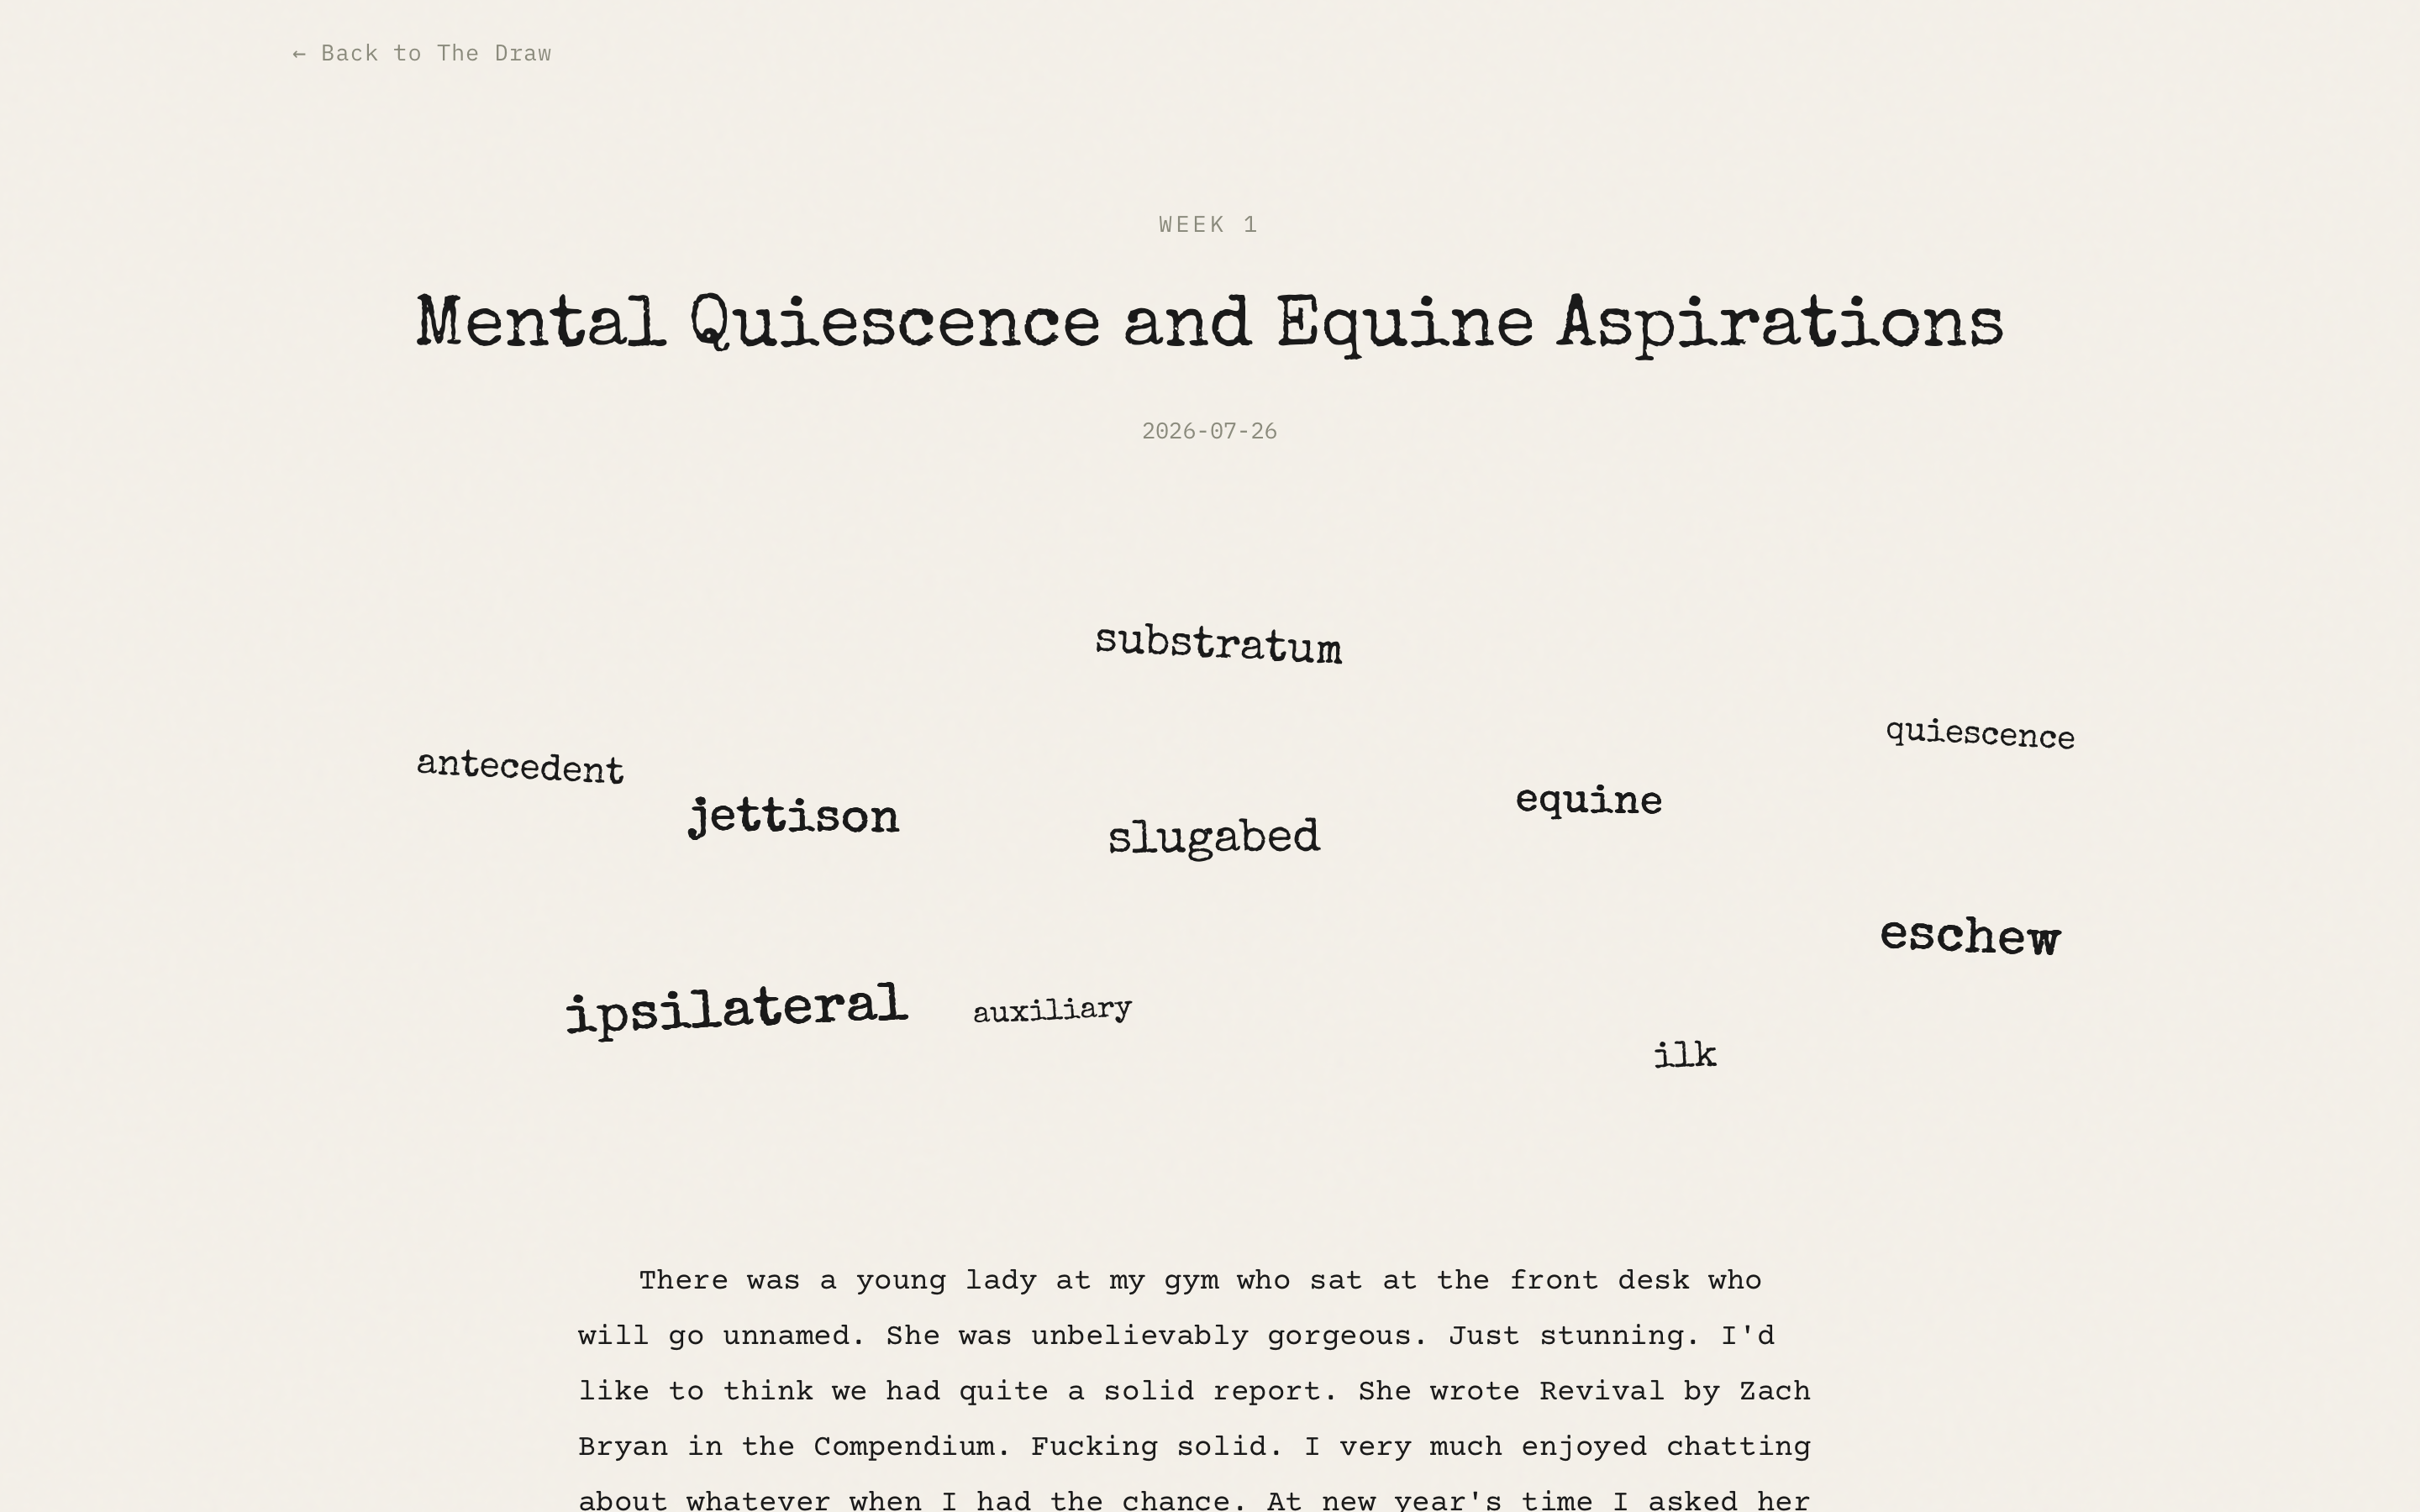 ← Back to The Draw
WEEK 1
Mental Quiescence and Equine Aspirations
2026-07-26
substratum
quiescence
antecedent
equine
jettison
slugabed
eschew
ipsilateral
auxiliary
ilk
There was a young lady at my gym who sat at the front desk who
will go unnamed. She was unbelievably gorgeous. Just stunning. I'd
like to think we had quite a solid report. She wrote Revival by Zach
Bryan in the Compendium. Fucking solid. I very much enjoyed chatting
about whatever when I had the chance. At new year's time I asked her